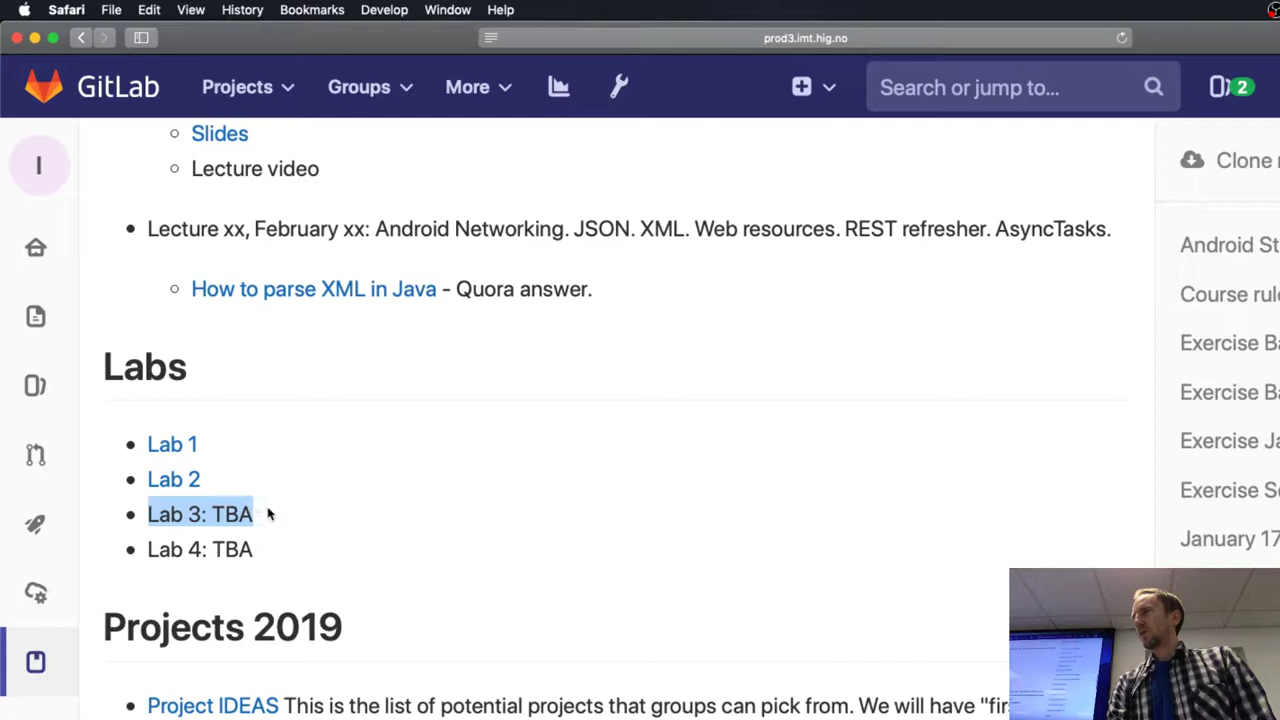 Safari File Edit View History Bookmarks Develop Window Help
prod3.imt.hig.no
GitLab Projects Groups More Search or jump to... 2
Slides
Lecture video
Clone
I
Lecture xx, February xx: Android Networking. JSON. XML. Web resources. REST refresher. AsyncTasks.
Android St
How to parse XML in Java - Quora answer.
Course rul
Exercise Ba
Labs
Exercise Ba
Lab 1
Exercise Ja
Lab 2
Exercise Se
Lab 3: TBA
January 17
Lab 4: TBA
Projects 2019
Project IDEAS This is the list of potential projects that groups can pick from. We will have "fir